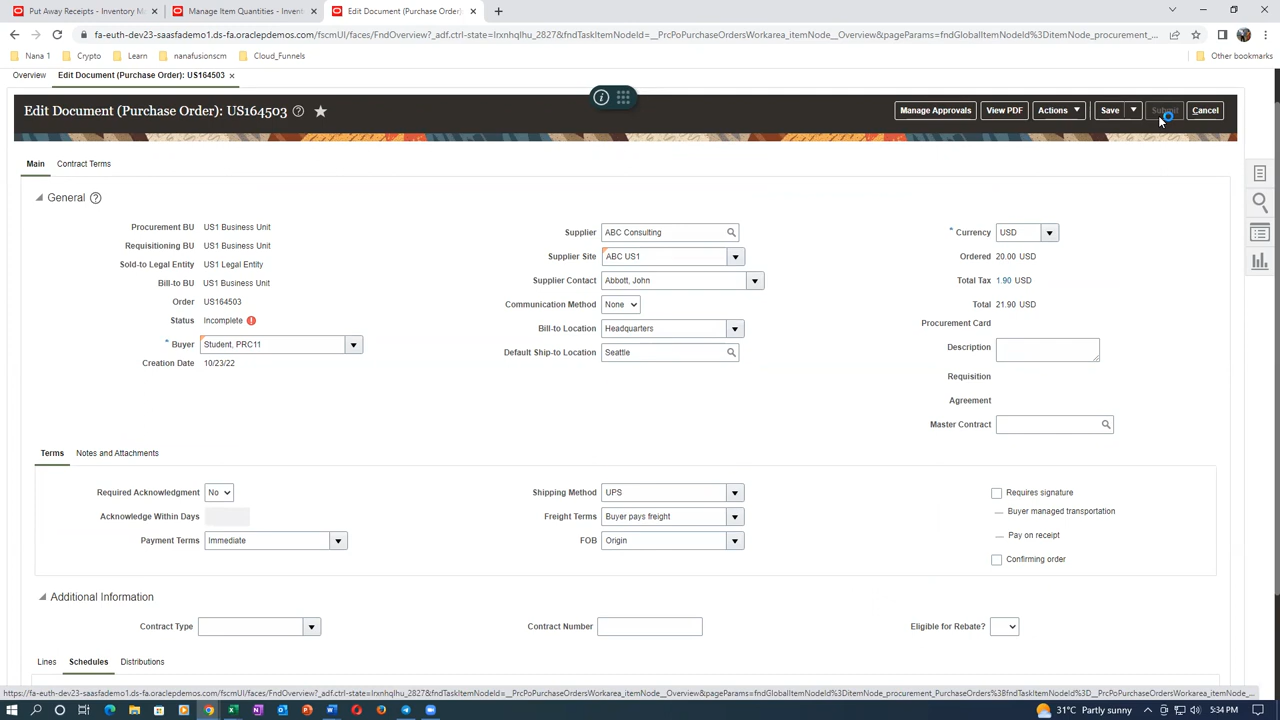 Put Away Receipts - Inventory M
Manage Item Quantities - Invent
Edit Document (Purchase Order)
fa-euth-dev23-saasfademo1.ds-fa.oraclepdemos.com/fscmUI/faces/FndOverview?_adf.ctrl-state=lrxnhqlhu_2827&fndTaskItemNodeId=__PrcPoPurchaseOrdersWorkarea_itemNode__Overview&pageParams=fndGlobalItemNodeId%3DitemNode_procurement_...
Nana 1
Crypto
Learn
nanafusioncv
Cloud_Funnels
Other bookmarks
Overview
Edit Document (Purchase Order): US164503
Edit Document (Purchase Order): US164503
Manage Approvals
View PDF
Actions
Save
Submit
Cancel
Main
Contract Terms
General
Procurement BU US1 Business Unit
Requisitioning BU US1 Business Unit
Sold-to Legal Entity US1 Legal Entity
Bill-to BU US1 Business Unit
Order US164503
Status Incomplete
* Buyer Student, PRC11
Creation Date 10/23/22
Supplier ABC Consulting
Supplier Site ABC US1
Supplier Contact Abbott, John
Communication Method None
Bill-to Location Headquarters
Default Ship-to Location Seattle
* Currency USD
Ordered 20.00 USD
Total Tax 1.90 USD
Total 21.90 USD
Procurement Card
Description
Requisition
Agreement
Master Contract
Terms
Notes and Attachments
Required Acknowledgment No
Acknowledge Within Days
Payment Terms Immediate
Shipping Method UPS
Freight Terms Buyer pays freight
FOB Origin
Requires signature
Buyer managed transportation
Pay on receipt
Confirming order
Additional Information
Contract Type
Contract Number
Eligible for Rebate?
Lines
Schedules
Distributions
https://fa-euth-dev23-saasfademo1.ds-fa.oraclepdemos.com/fscmUI/faces/FndOverview?_adf.ctrl-state=lrxnhqlhu_2827&fndTaskItemNodeId=__PrcPoPurchaseOrdersWorkarea_itemNode__Overview&pageParams=fndGlobalItemNodeId%3DitemNode_procurement_PurchaseOrders%3BfndTaskItemNodeId%3D__PrcPoPurchaseOrdersWorkarea_itemNode_...
31°C Partly sunny
5:34 PM